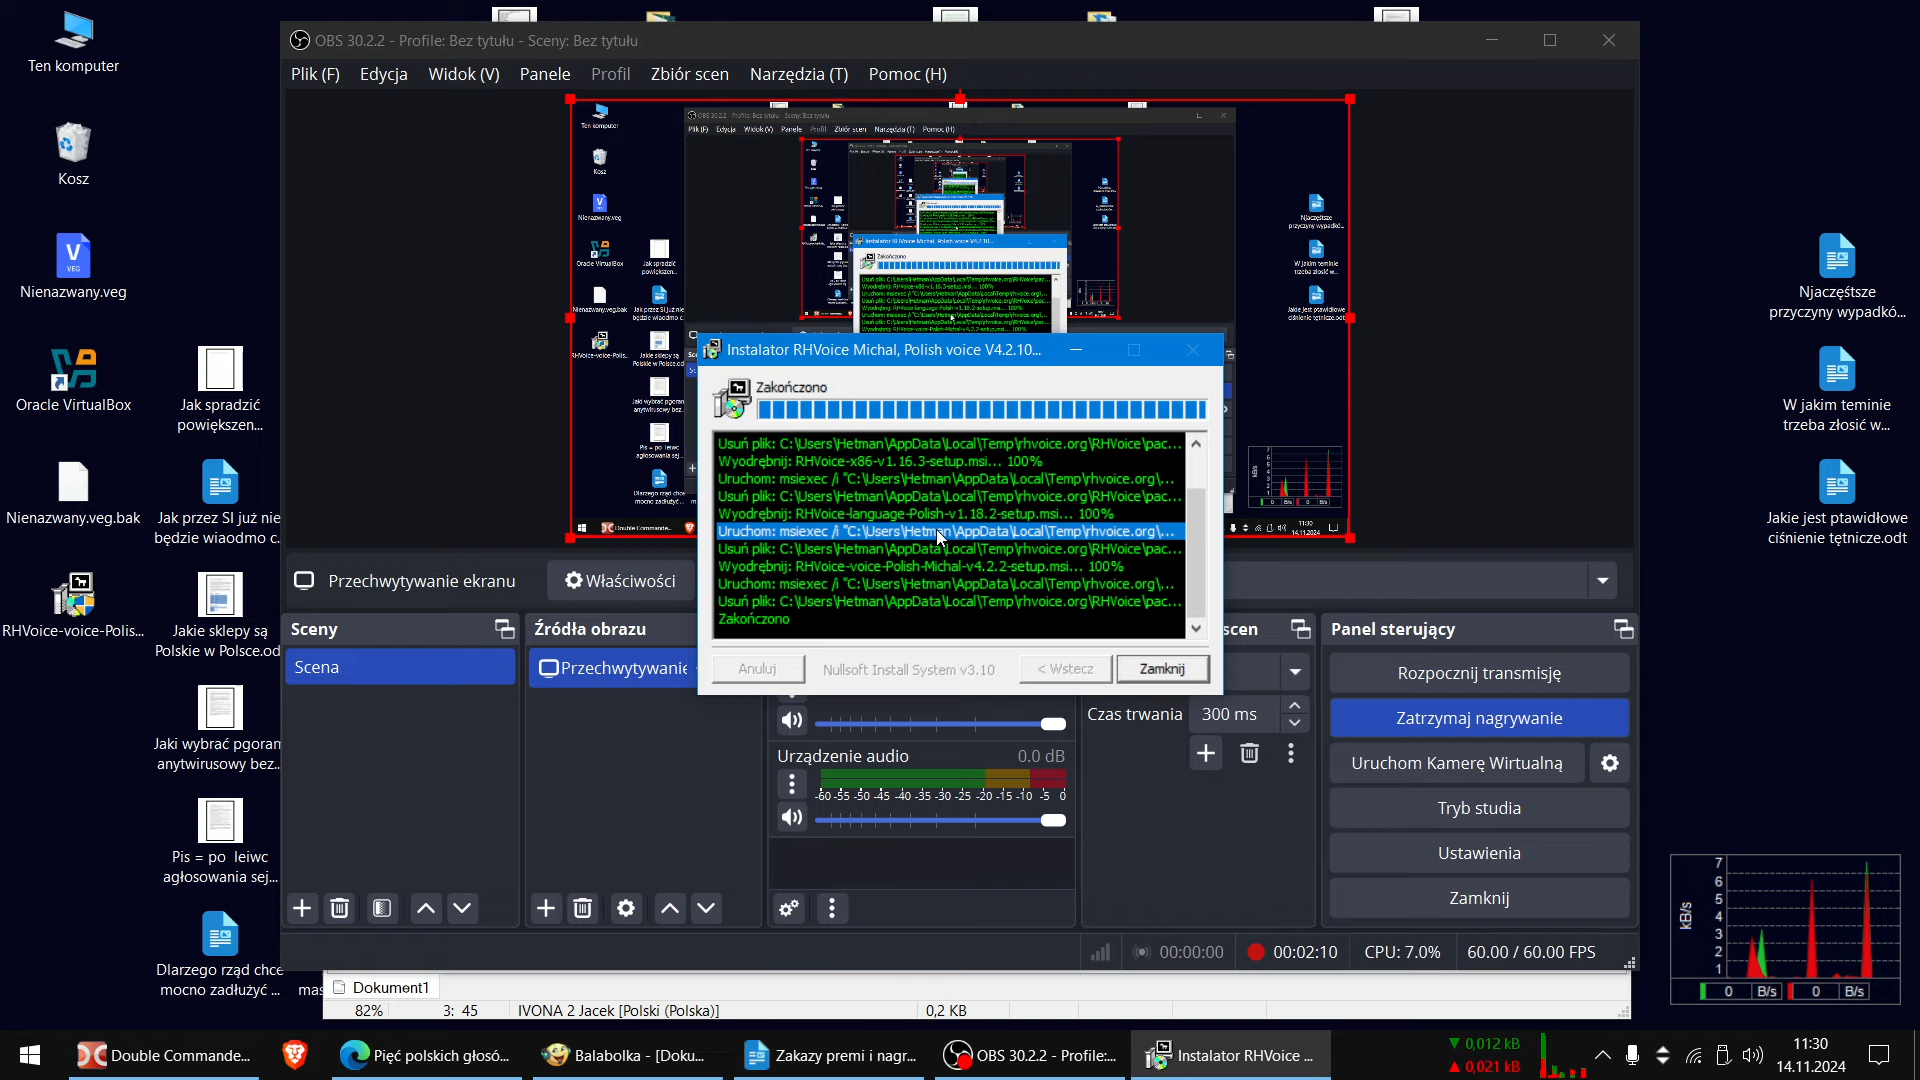 Ten komputer
Kosz
Nienazwany.veg
Oracle VirtualBox
Nienazwany.veg.bak
RHVoice-voice-Polis...
Jak spradzić
powiększen...
Jak przez SI już nie
będzie wiaodmo c.
Jakie sklepy są
Polskie w Polsce.od
Jaki wybrać pgoran
anytwirusowy bez..
Pis = po leiwc
agłosowania sej..
Dlarzego rząd chce
mocno zadłużyć ...
mas
OBS 30.2.2 - Profile: Bez tytułu - Sceny: Bez tytułu
Plik (F) Edycja Widok (V) Panele Profil Zbiór scen Narzędzia (T) Pomoc (H)
Instalator RHVoice Michal, Polish voice V4.2.10...
Zakończono
Usuń plik: C:\Users\Hetman\AppData\Local\Temp\rhvoice.org\RHVoice\pac...
Wyodrębnij: RHVoice-x86-v1.16.3-setup.msi... 100%
Uruchom: msiexec /i "C:\Users\Hetman\AppData\Local\Temp\rhvoice.org\...
Usuń plik: C:\Users\Hetman\AppData\Local\Temp\rhvoice.org\RHVoice\pac...
Wyodrębnij: RHVoice-language-Polish-v1.18.2-setup.msi... 100%
Uruchom: msiexec /i "C:\Users\Hetman\AppData\Local\Temp\rhvoice.org\...
Usuń plik: C:\Users\Hetman\AppData\Local\Temp\rhvoice.org\RHVoice\pac...
Wyodrębnij: RHVoice-voice-Polish-Michal-v4.2.2-setup.msi... 100%
Uruchom: msiexec /i "C:\Users\Hetman\AppData\Local\Temp\rhvoice.org\...
Usuń plik: C:\Users\Hetman\AppData\Local\Temp\rhvoice.org\RHVoice\pac...
Zakończono
Anuluj Nullsoft Install System v3.10 < Wstecz Zamknij
Przechwytywanie ekranu Właściwości
Sceny
Scena
Źródła obrazu
Przechwytywanie
Urządzenie audio 0.0 dB
-60 -55 -50 -45 -40 -35 -30 -25 -20 -15 -10 -5 0
scen
Czas trwania 300 ms
Panel sterujący
Rozpocznij transmisję
Zatrzymaj nagrywanie
Uruchom Kamerę Wirtualną
Tryb studia
Ustawienia
Zamknij
00:00:00 00:02:10 CPU: 7.0% 60.00 / 60.00 FPS
Dokument1
82% 3: 45 IVONA 2 Jacek [Polski (Polska)] 0,2 KB
Njaczęśtsze
przyczyny wypadkó...
W jakim teminie
trzeba złosić w...
Jakie jest ptawidłowe
ciśnienie tętnicze.odt
kB/s
7
6
5
4
3
2
1
0 B/s 0 B/s
Double Commande...
Pięć polskich głosó...
Balabolka - [Doku...
Zakazy premi i nagr...
OBS 30.2.2 - Profile:...
Instalator RHVoice ...
0,012 kB
0,021 kB
11:30
14.11.2024